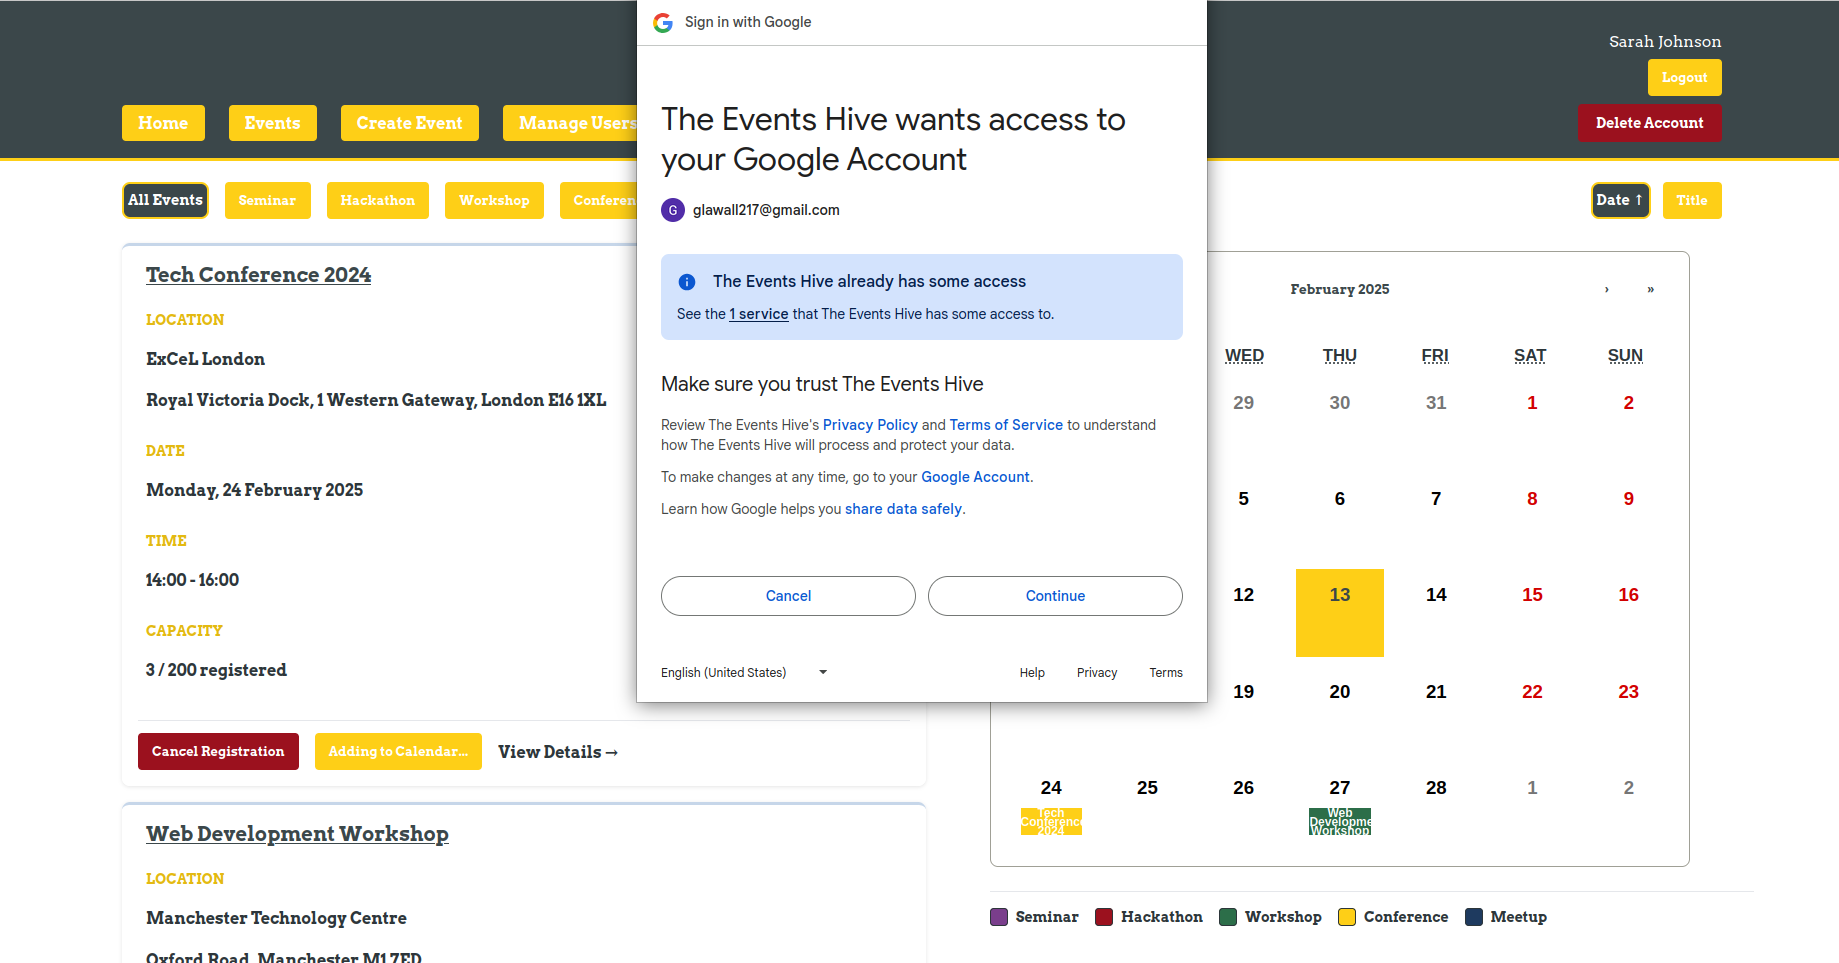 Sign in with Google
Sarah Johnson
Logout
Home
Events
Create Event
Manage Users
Delete Account
The Events Hive wants access to
your Google Account
G
glawall217@gmail.com
All Events
Seminar
Hackathon
Workshop
Conferen
Date ↑
Title
Tech Conference 2024
LOCATION
ExCeL London
Royal Victoria Dock, 1 Western Gateway, London E16 1XL
DATE
Monday, 24 February 2025
TIME
14:00 - 16:00
CAPACITY
3 / 200 registered
Cancel Registration
Adding to Calendar...
View Details →
The Events Hive already has some access
See the 1 service that The Events Hive has some access to.
Make sure you trust The Events Hive
Review The Events Hive's Privacy Policy and Terms of Service to understand
how The Events Hive will process and protect your data.
To make changes at any time, go to your Google Account.
Learn how Google helps you share data safely.
Cancel
Continue
English (United States)
Help
Privacy
Terms
February 2025 › »
WED THU FRI SAT SUN
29 30 31 1 2
5 6 7 8 9
12 13 14 15 16
19 20 21 22 23
24 25 26 27 28 1 2
Tech
Conference
2024
Web
Developme
Workshop
Seminar
Hackathon
Workshop
Conference
Meetup
Web Development Workshop
LOCATION
Manchester Technology Centre
Oxford Road, Manchester M1 7ED